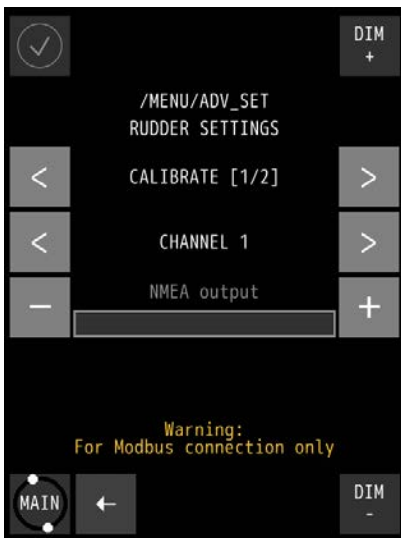 DIM
+
/MENU/ADV_SET
RUDDER SETTINGS
< CALIBRATE [1/2] >
< CHANNEL 1 >
− NMEA output +
Warning:
For Modbus connection only
MAIN ←
DIM
-